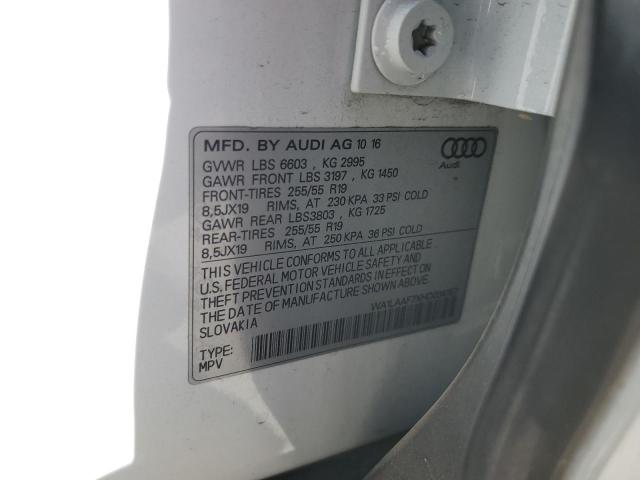 MFD. BY AUDI AG 10 16
GVWR LBS 6603 , KG 2995
GAWR FRONT LBS 3197 , KG 1450
FRONT-TIRES 255/55 R19
8,5JX19 RIMS, AT 230 KPA 33 PSI COLD
GAWR REAR LBS3803 , KG 1725
REAR-TIRES 255/55 R19
8,5JX19 RIMS, AT 250 KPA 36 PSI COLD
THIS VEHICLE CONFORMS TO ALL APPLICABLE
U.S. FEDERAL MOTOR VEHICLE SAFETY AND
THEFT PREVENTION STANDARDS IN EFFECT ON
THE DATE OF MANUFACTURE SHOWN ABOVE.
SLOVAKIA
TYPE:
MPV